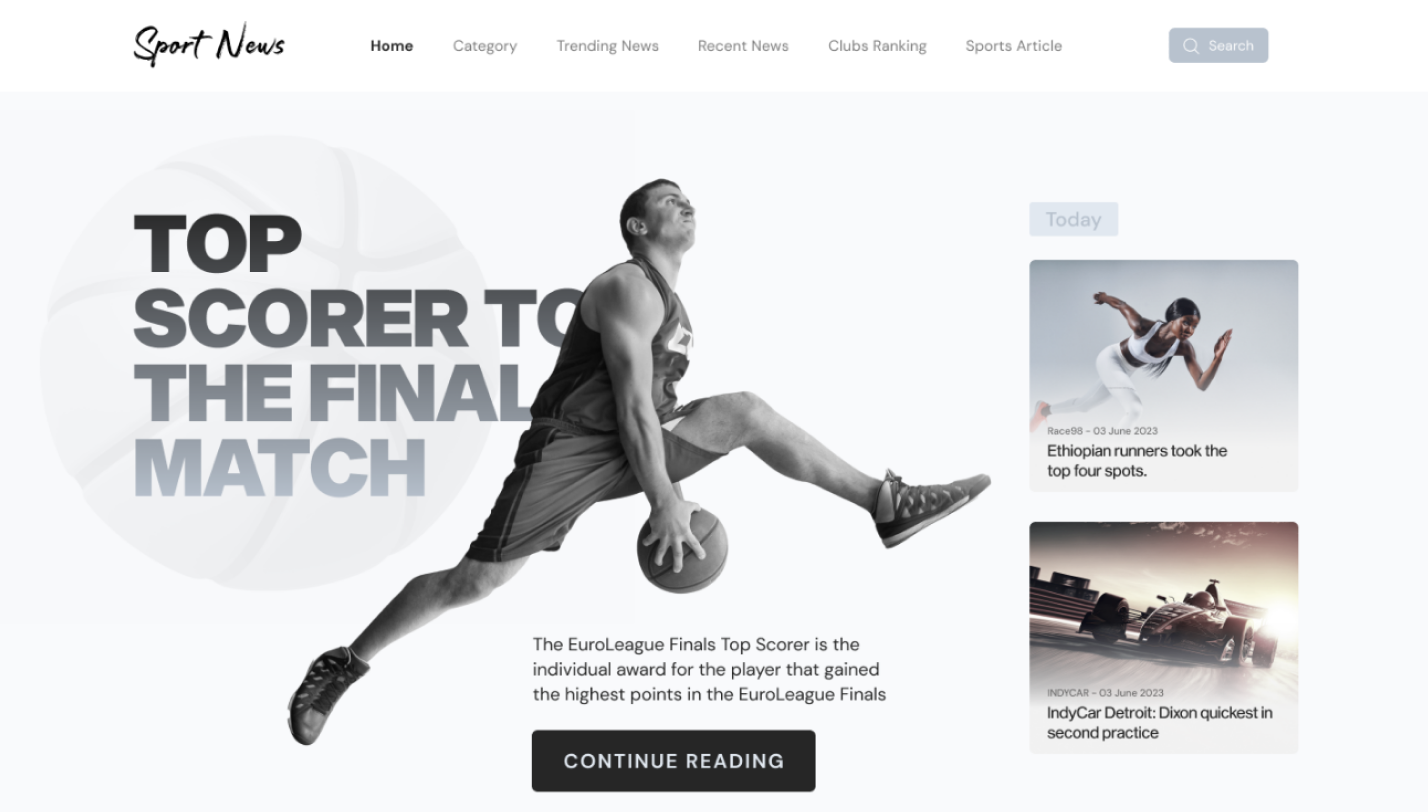 Sport News
Home
Category
Trending News
Recent News
Clubs Ranking
Sports Article
Search
TOP
SCORER TO
THE FINAL
MATCH
The EuroLeague Finals Top Scorer is the
individual award for the player that gained
the highest points in the EuroLeague Finals
CONTINUE READING
Today
Race98 - 03 June 2023
Ethiopian runners took the
top four spots.
INDYCAR - 03 June 2023
IndyCar Detroit: Dixon quickest in
second practice